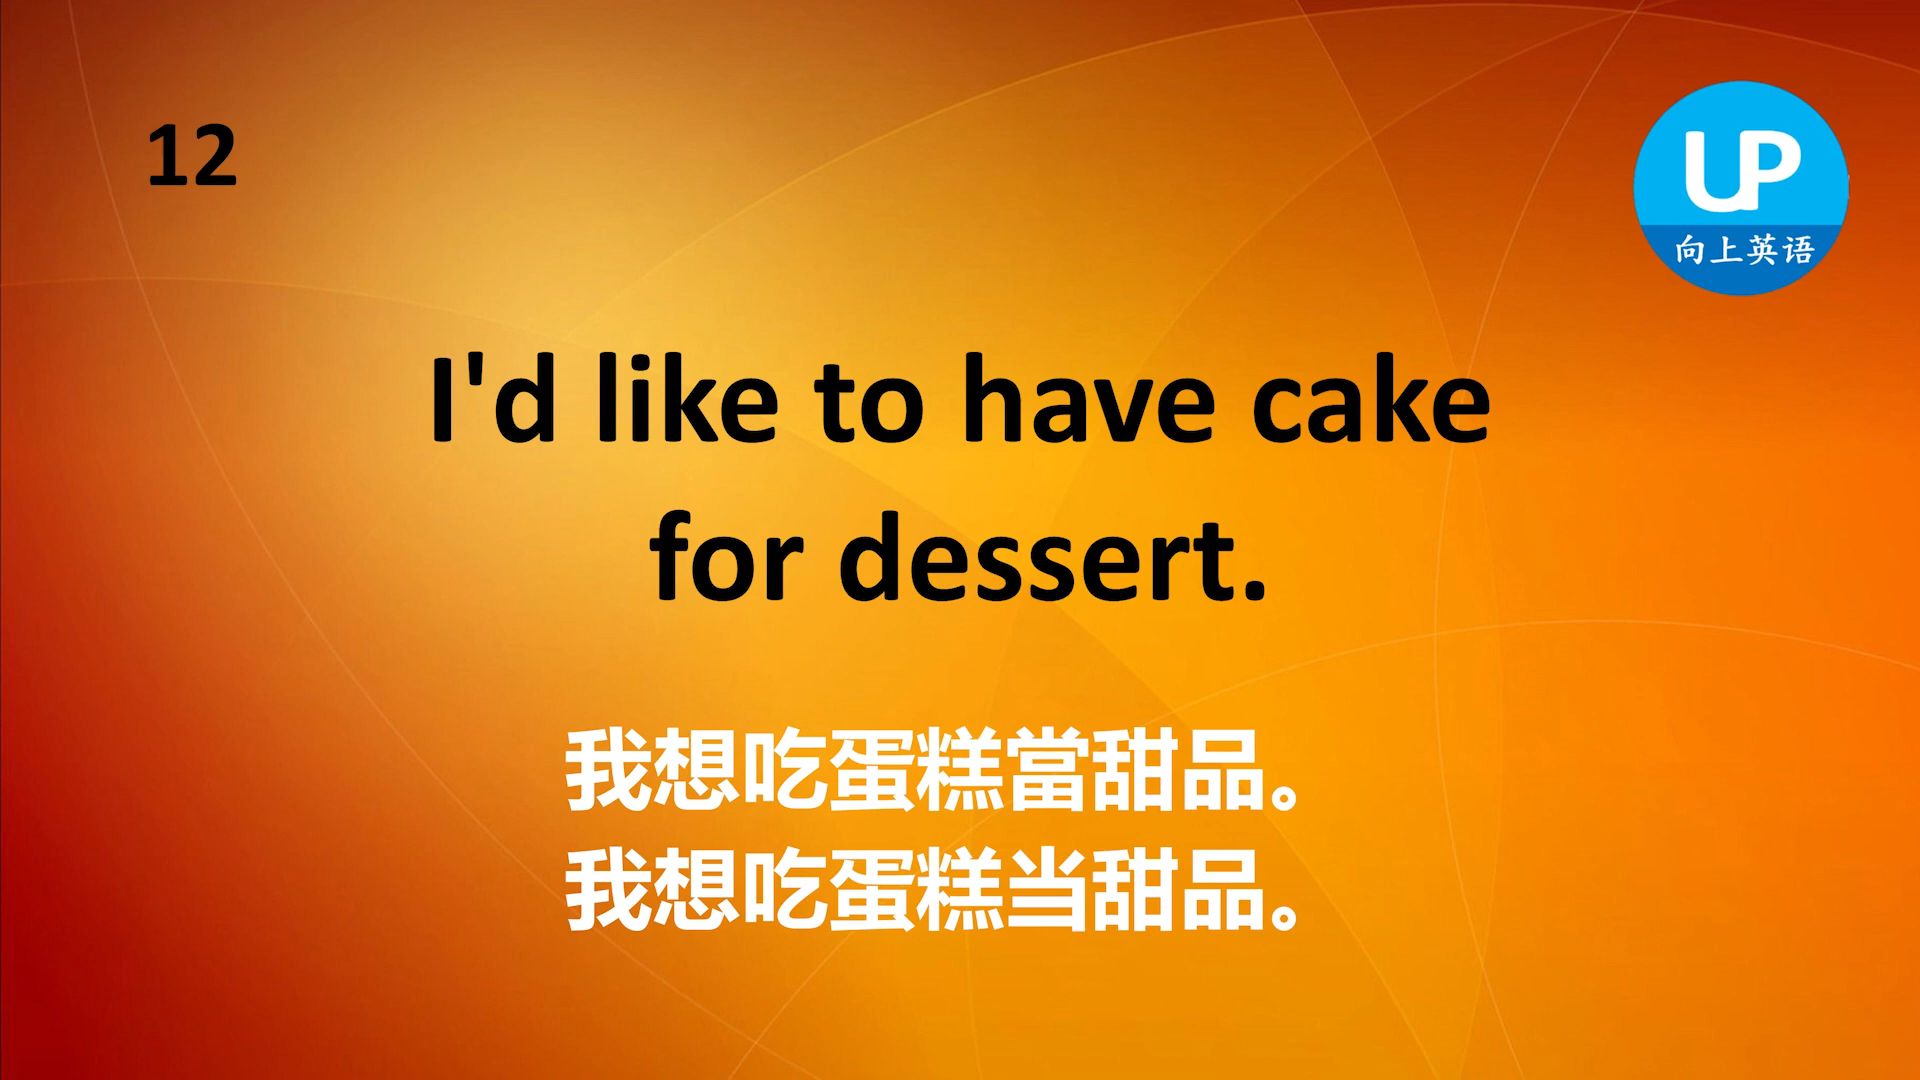 12
UP
向上英语
I'd like to have cake
for dessert.
我想吃蛋糕當甜品。
我想吃蛋糕当甜品。